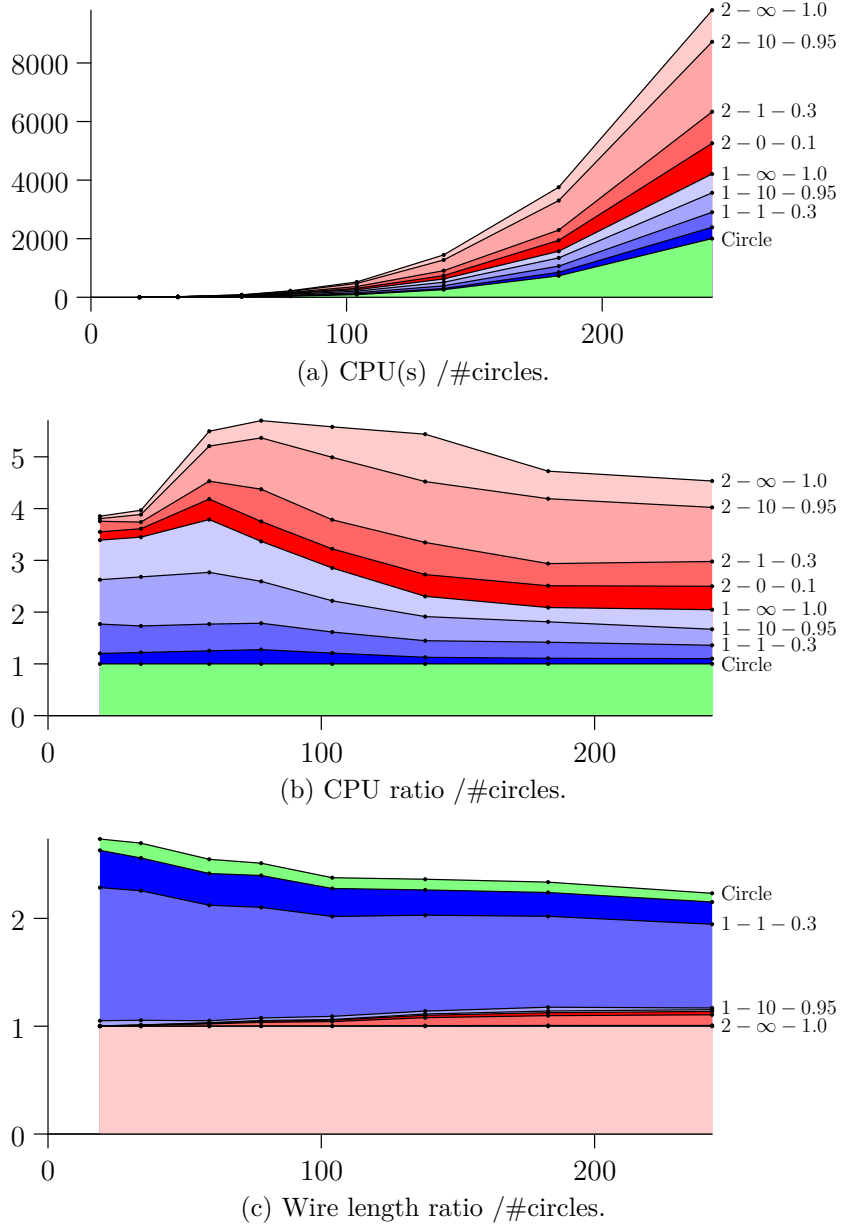 2 − ∞ − 1.0
2 − 10 − 0.95
8000
6000
2 − 1 − 0.3
2 − 0 − 0.1
4000
1 − ∞ − 1.0
1 − 10 − 0.95
1 − 1 − 0.3
2000
Circle
0
0 100 200
(a) CPU(s) /#circles.
5
2 − ∞ − 1.0
4
2 − 10 − 0.95
3
2 − 1 − 0.3
2 − 0 − 0.1
2
1 − ∞ − 1.0
1 − 10 − 0.95
1 − 1 − 0.3
1
Circle
0
0 100 200
(b) CPU ratio /#circles.
Circle
2
1 − 1 − 0.3
1 − 10 − 0.95
1
2 − ∞ − 1.0
0
0 100 200
(c) Wire length ratio /#circles.